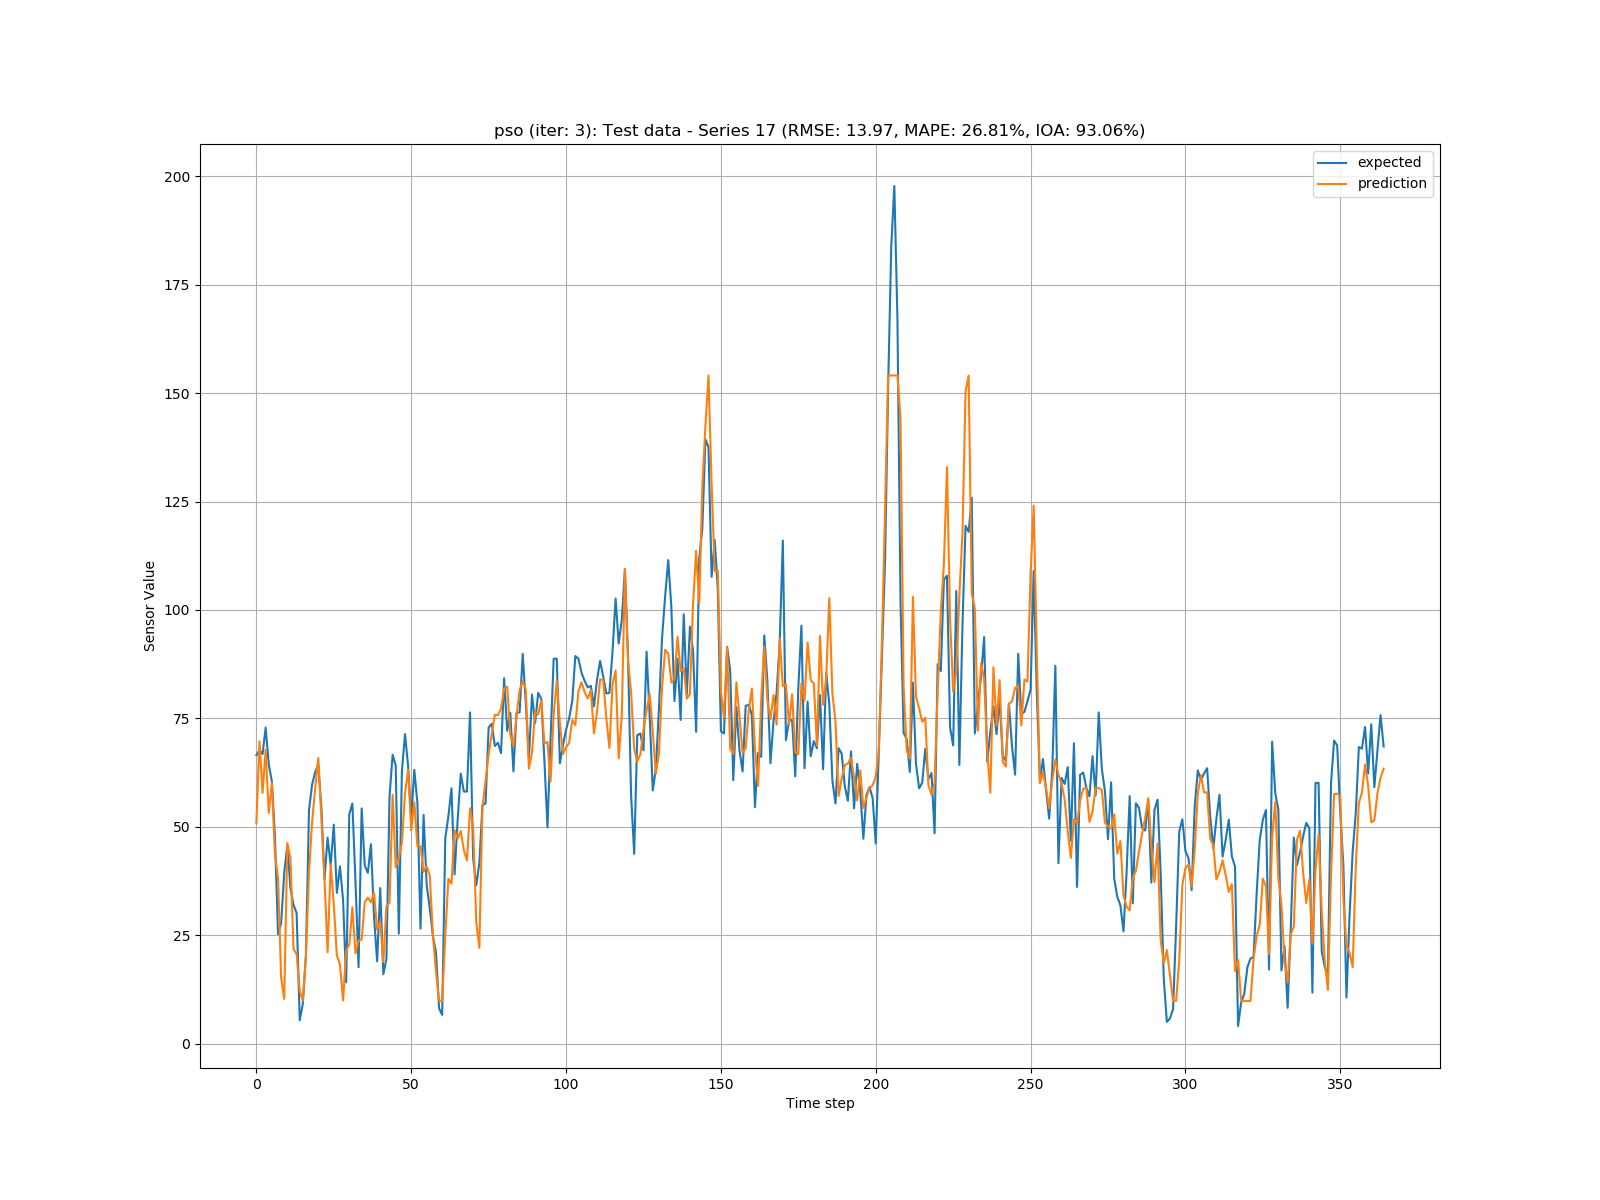 pso (iter: 3): Test data - Series 17 (RMSE: 13.97, MAPE: 26.81%, IOA: 93.06%)
expected
prediction
200
175
150
125
100
75
50
25
0
Sensor Value
0 50 100 150 200 250 300 350
Time step